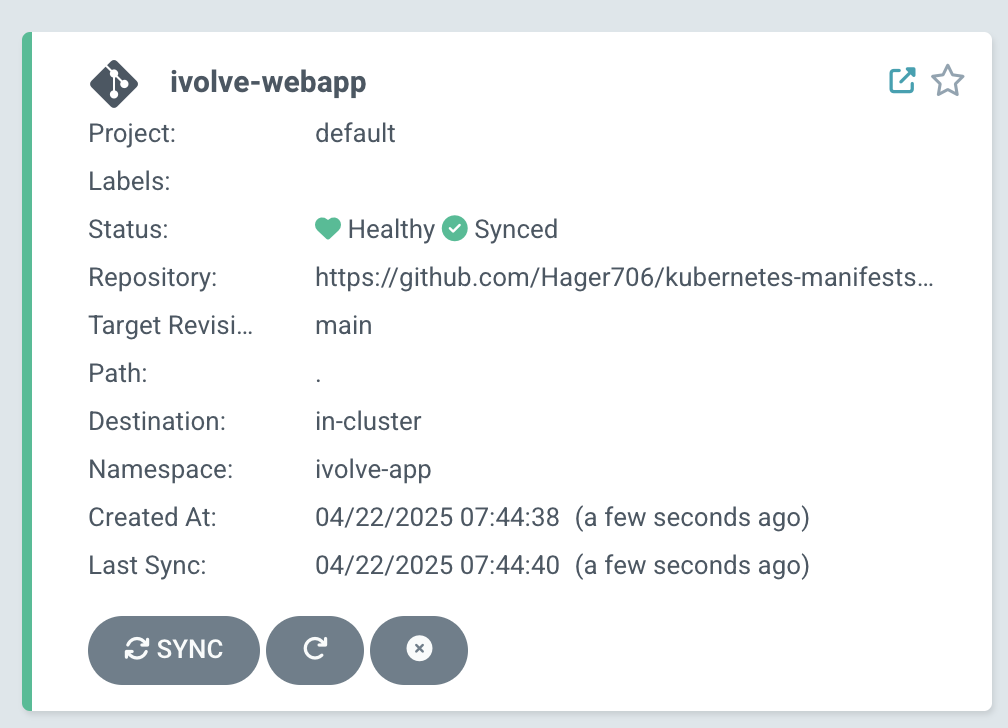 ivolve-webapp
Project: default
Labels:
Status: Healthy Synced
Repository: https://github.com/Hager706/kubernetes-manifests...
Target Revisi... main
Path: .
Destination: in-cluster
Namespace: ivolve-app
Created At: 04/22/2025 07:44:38 (a few seconds ago)
Last Sync: 04/22/2025 07:44:40 (a few seconds ago)
SYNC